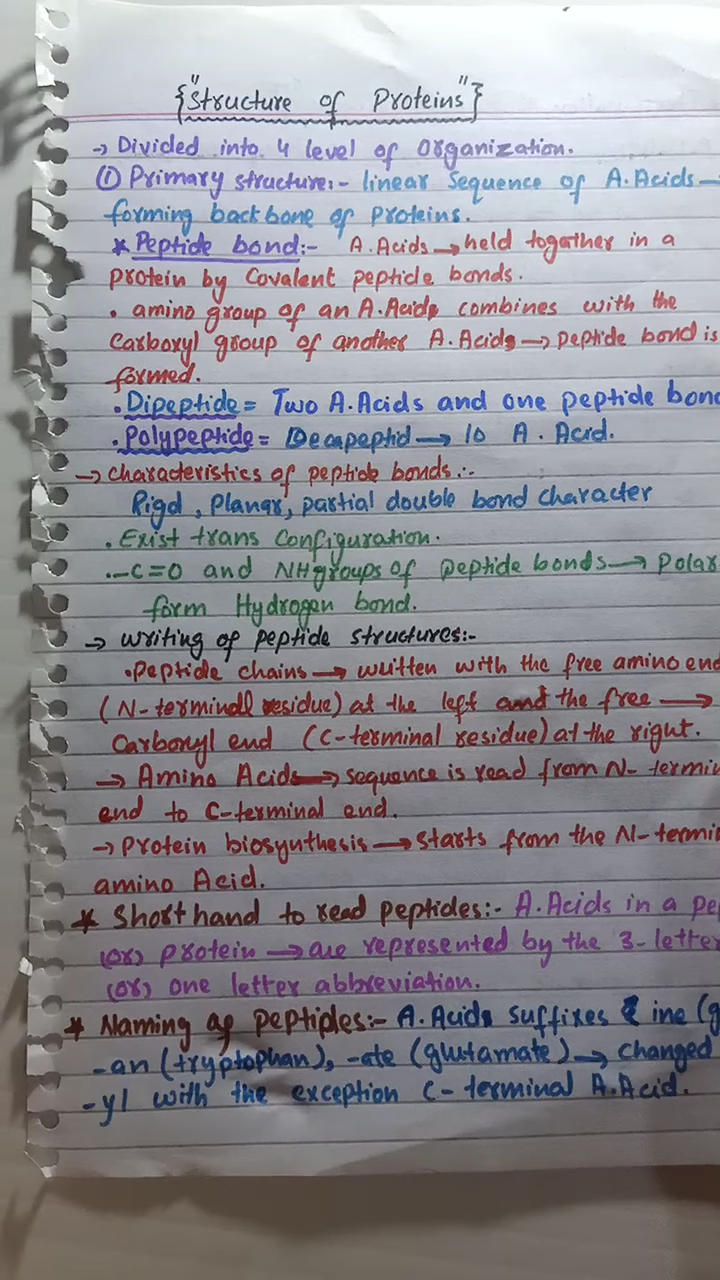 {"Structure of Proteins"}
→ Divided into 4 level of Organization.
① Primary structure:- linear Sequence of A.Acids →
forming backbone of Proteins.
* Peptide bond:- A.Acids → held together in a
protein by Covalent peptide bonds.
• amino group of an A.Acids combines with the
Carboxyl group of another A.Acids → peptide bond is
formed.
• Dipeptide = Two A.Acids and one peptide bond
• Polypeptide = Decapeptid → 10 A. Acid.
→ Characteristics of peptide bonds:-
Rigd, Planar, partial double bond character
• Exist trans Configuration.
• -C=O and NH groups of peptide bonds → Polar
form Hydrogen bond.
→ Writing of peptide structures:-
• Peptide chains → written with the free amino end
(N-terminal residue) at the left and the free →
Carboxyl end (C-terminal residue) at the right.
→ Amino Acids → sequence is read from N- termin
end to C-terminal end.
→ Protein biosynthesis → starts from the N-termi
amino Acid.
* Shorthand to read peptides:- A.Acids in a pe
(or) protein → are represented by the 3-letter
(or) one letter abbreviation.
* Naming of peptides:- A.Acids suffixes ine (g
-an (tryptophan), -ate (glutamate) → changed
-yl with the exception C-terminal A.Acid.